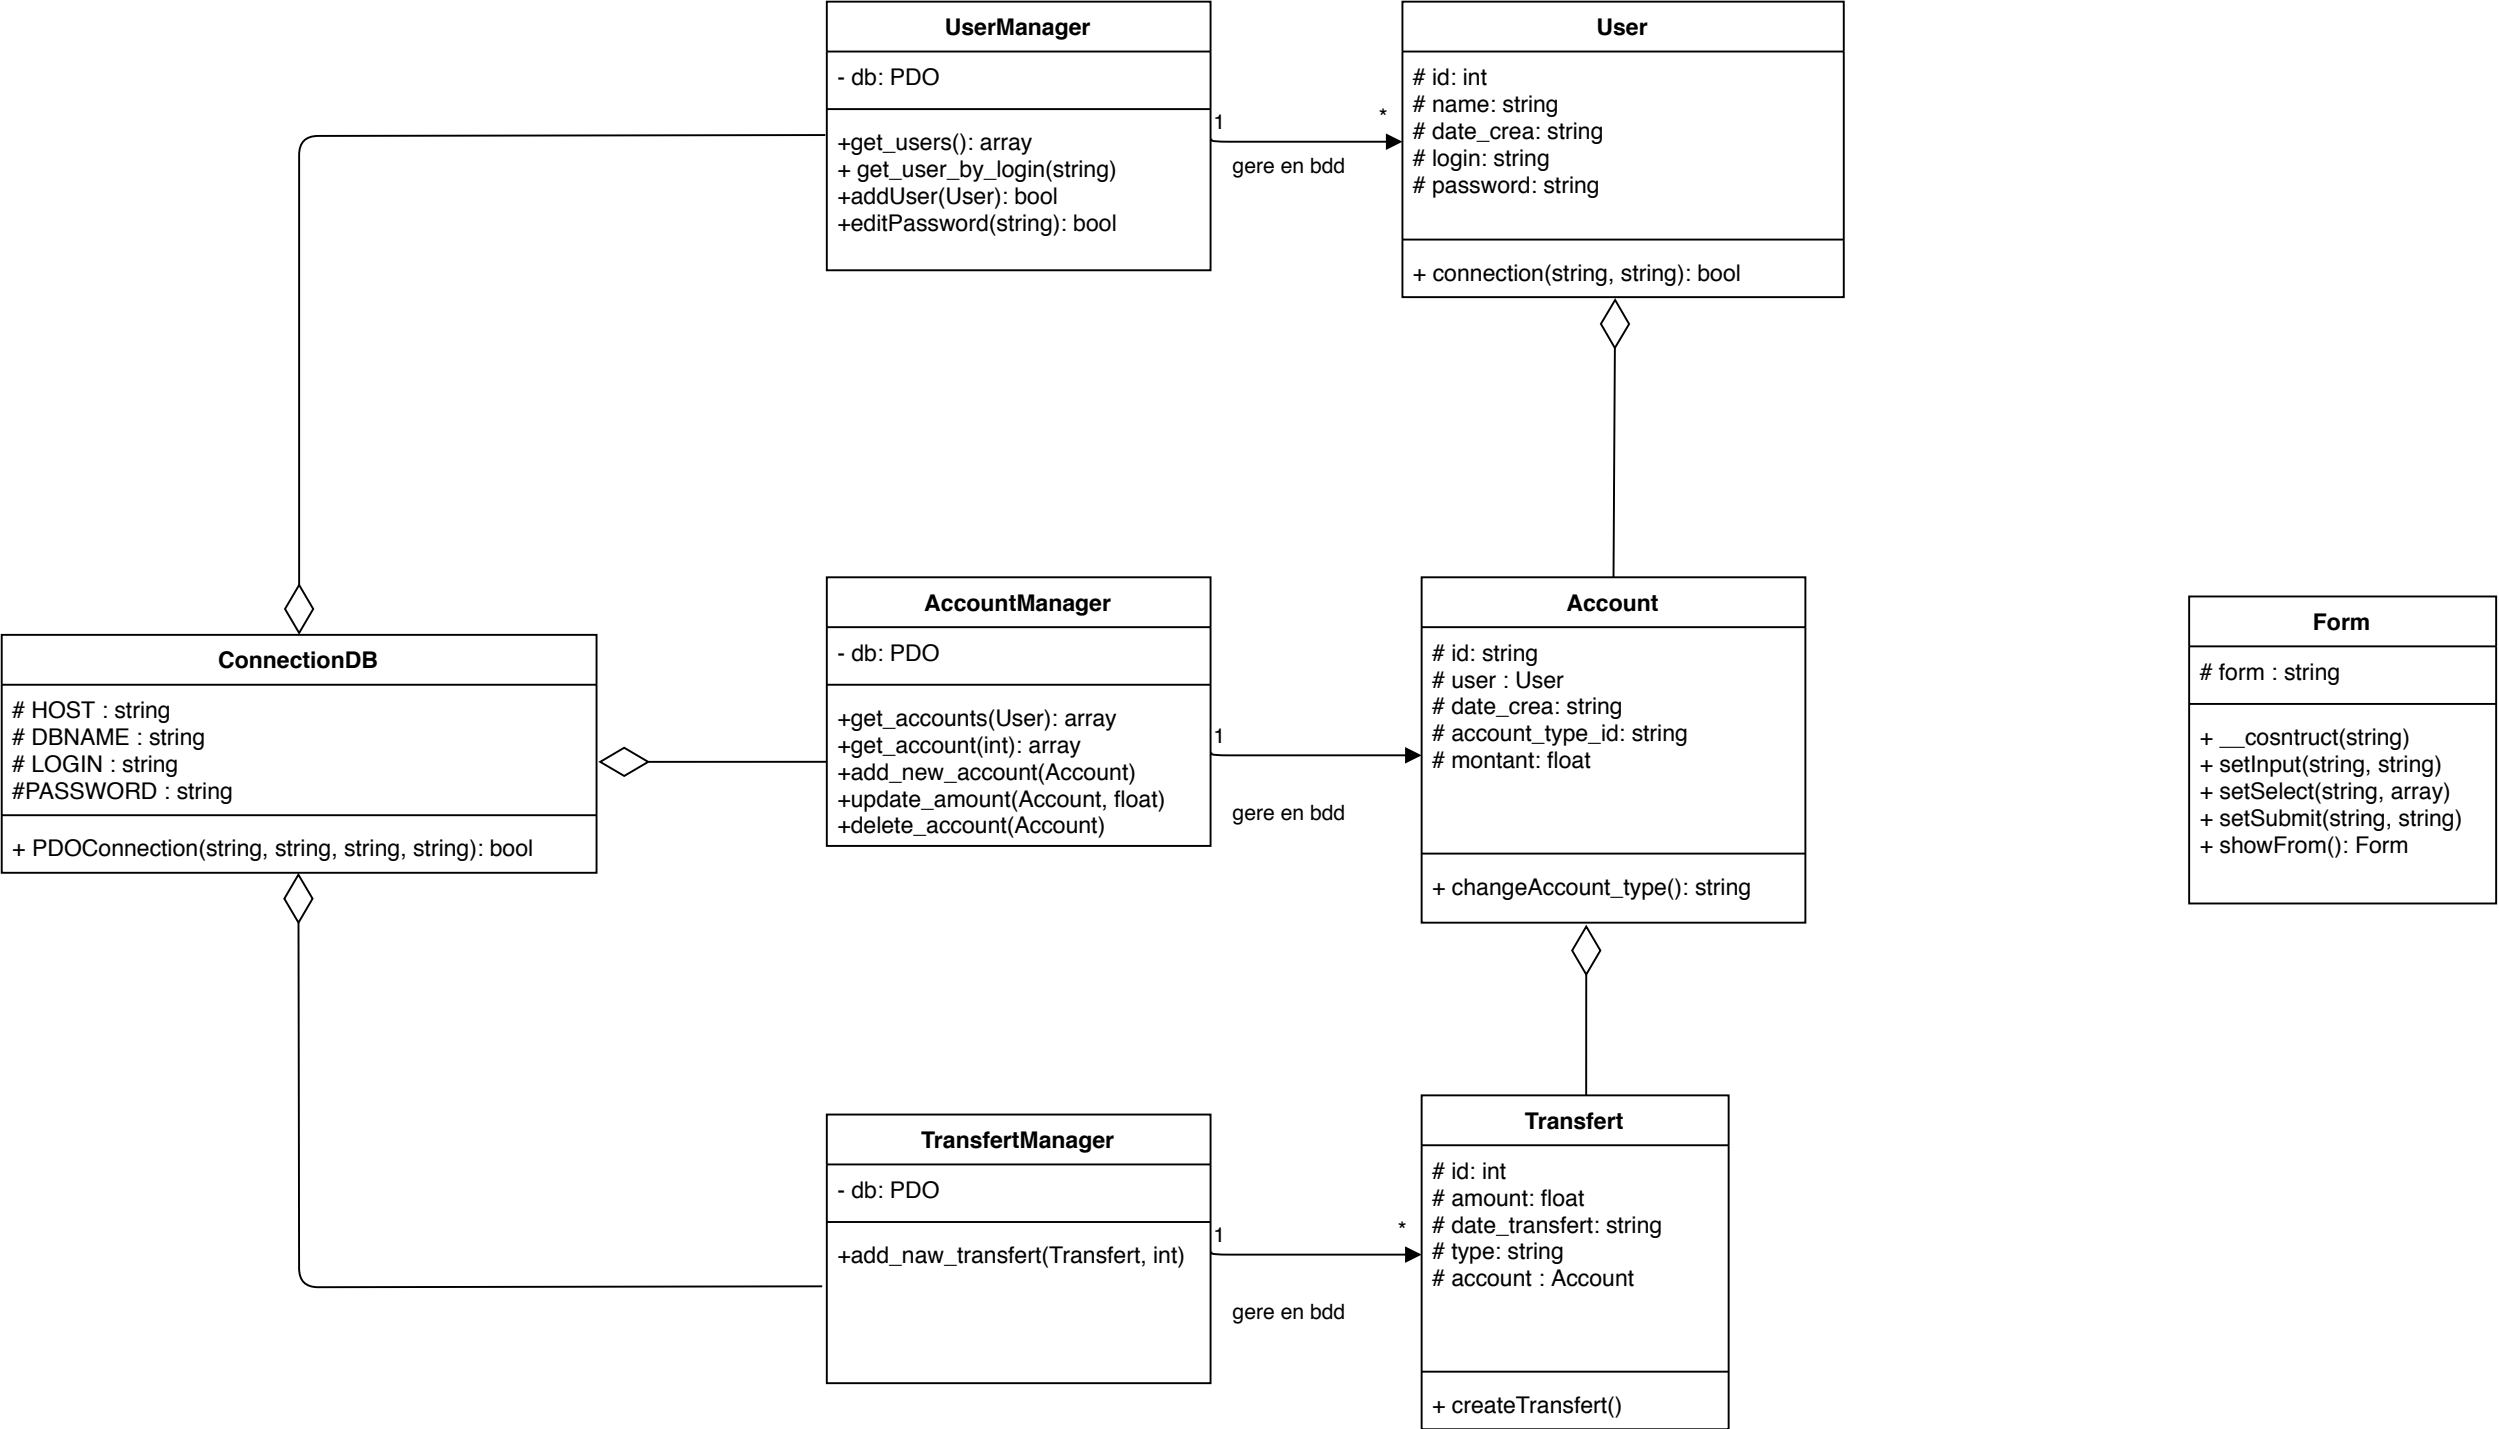 UserManager
- db: PDO
+get_users(): array
+ get_user_by_login(string)
+addUser(User): bool
+editPassword(string): bool
1
*
gere en bdd
User
# id: int
# name: string
# date_crea: string
# login: string
# password: string
+ connection(string, string): bool
ConnectionDB
# HOST : string
# DBNAME : string
# LOGIN : string
#PASSWORD : string
+ PDOConnection(string, string, string, string): bool
AccountManager
- db: PDO
+get_accounts(User): array
+get_account(int): array
+add_new_account(Account)
+update_amount(Account, float)
+delete_account(Account)
1
gere en bdd
Account
# id: string
# user : User
# date_crea: string
# account_type_id: string
# montant: float
+ changeAccount_type(): string
Form
# form : string
+ __cosntruct(string)
+ setInput(string, string)
+ setSelect(string, array)
+ setSubmit(string, string)
+ showFrom(): Form
TransfertManager
- db: PDO
+add_naw_transfert(Transfert, int)
1
*
gere en bdd
Transfert
# id: int
# amount: float
# date_transfert: string
# type: string
# account : Account
+ createTransfert()